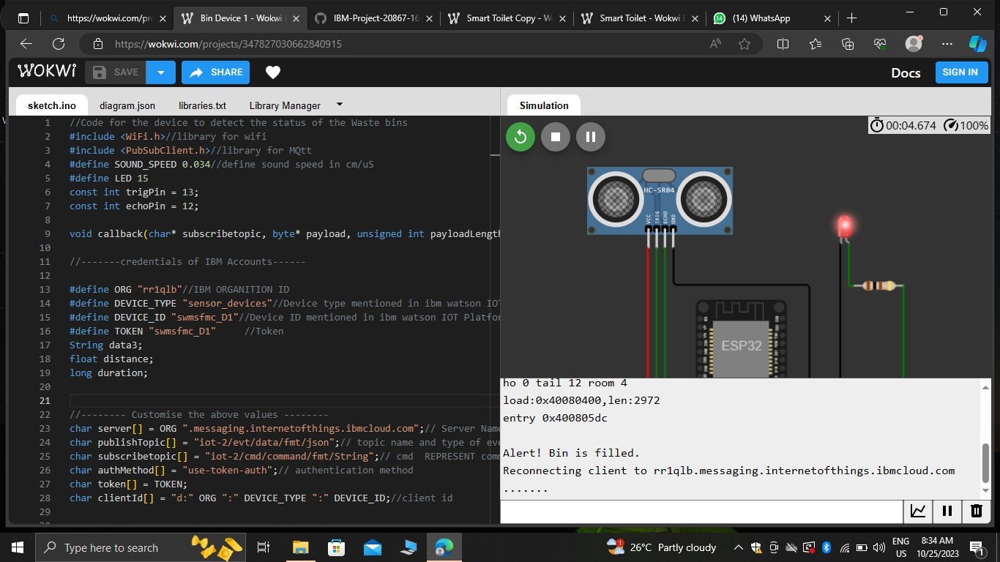 https://wokwi.com/pro
Bin Device 1 - Wokwi
IBM-Project-20867-16
Smart Toilet Copy - W
Smart Toilet - Wokwi
(14) WhatsApp
https://wokwi.com/projects/347827030662840915
WOKWI
SAVE
SHARE
Docs
SIGN IN
sketch.ino
diagram.json
libraries.txt
Library Manager
Simulation
00:04.674
100%
1 //Code for the device to detect the status of the Waste bins
2 #include <WiFi.h>//library for wifi
3 #include <PubSubClient.h>//library for MQtt
4 #define SOUND_SPEED 0.034//define sound speed in cm/uS
5 #define LED 15
6 const int trigPin = 13;
7 const int echoPin = 12;
8
9 void callback(char* subscribetopic, byte* payload, unsigned int payloadLength
10
11 //-------credentials of IBM Accounts------
12
13 #define ORG "rr1qlb"//IBM ORGANITION ID
14 #define DEVICE_TYPE "sensor_devices"//Device type mentioned in ibm watson IOT
15 #define DEVICE_ID "swmsfmc_D1"//Device ID mentioned in ibm watson IOT Platfor
16 #define TOKEN "swmsfmc_D1" //Token
17 String data3;
18 float distance;
19 long duration;
20
21
22 //-------- Customise the above values --------
23 char server[] = ORG ".messaging.internetofthings.ibmcloud.com";// Server Name
24 char publishTopic[] = "iot-2/evt/data/fmt/json";// topic name and type of eve
25 char subscribetopic[] = "iot-2/cmd/command/fmt/String";// cmd REPRESENT comm
26 char authMethod[] = "use-token-auth";// authentication method
27 char token[] = TOKEN;
28 char clientId[] = "d:" ORG ":" DEVICE_TYPE ":" DEVICE_ID;//client id
29
HC-SR04
VCC
TRIG
ECHO
GND
ESP32
ho 0 tail 12 room 4
load:0x40080400,len:2972
entry 0x400805dc
Alert! Bin is filled.
Reconnecting client to rr1qlb.messaging.internetofthings.ibmcloud.com
.......
Type here to search
26°C Partly cloudy
ENG
US
8:34 AM
10/25/2023
1